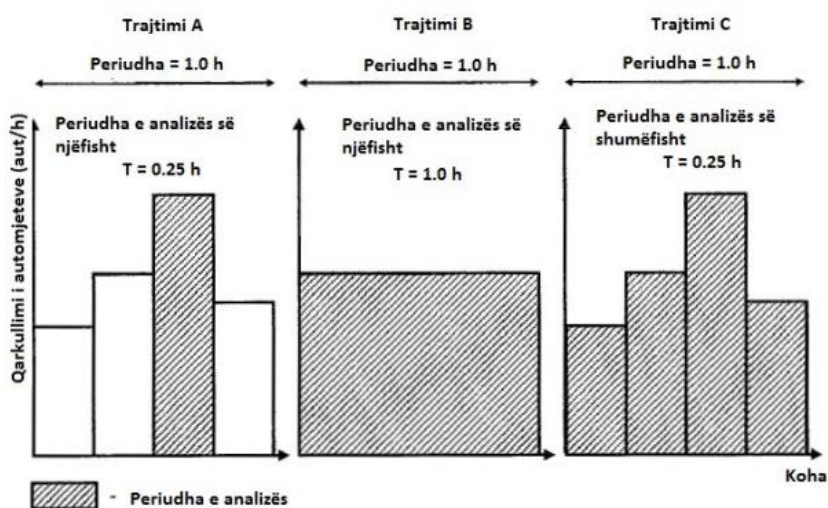 Trajtimi A
Periudha = 1.0 h
Periudha e analizës së
njëfisht
T = 0.25 h
Trajtimi B
Periudha = 1.0 h
Periudha e analizës së
njëfisht
T = 1.0 h
Trajtimi C
Periudha = 1.0 h
Periudha e analizës së
shumëfisht
T = 0.25 h
Qarkullimi i automjeteve (aut/h)
Koha
- Periudha e analizës